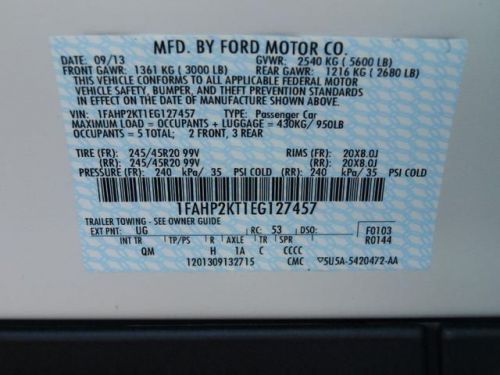 MFD. BY FORD MOTOR CO.
DATE: 09/13 GVWR: 2540 KG ( 5600 LB)
FRONT GAWR: 1361 KG ( 3000 LB) REAR GAWR: 1216 KG ( 2680 LB)
THIS VEHICLE CONFORMS TO ALL APPLICABLE FEDERAL MOTOR
VEHICLE SAFETY, BUMPER, AND THEFT PREVENTION STANDARDS
IN EFFECT ON THE DATE OF MANUFACTURE SHOWN ABOVE.
VIN: 1FAHP2KT1EG127457 TYPE: Passenger Car
MAXIMUM LOAD = OCCUPANTS + LUGGAGE = 430KG/ 950LB
OCCUPANTS = 5 TOTAL; 2 FRONT, 3 REAR
TIRE (FR): 245/45R20 99V RIMS (FR): 20X8.0J
(RR): 245/45R20 99V (RR): 20X8.0J
PRESSURE (FR): 240 kPa/ 35 PSI COLD (RR): 240 kPa/ 35 PSI COLD
1FAHP2KT1EG127457
TRAILER TOWING - SEE OWNER GUIDE
EXT PNT: UG RC: 53 DSO: F0103
R0144
INT TR TP/PS R AXLE TR SPR
QM H 1A C CCCC
1201309132715 CMC ▽5U5A-5420472-AA